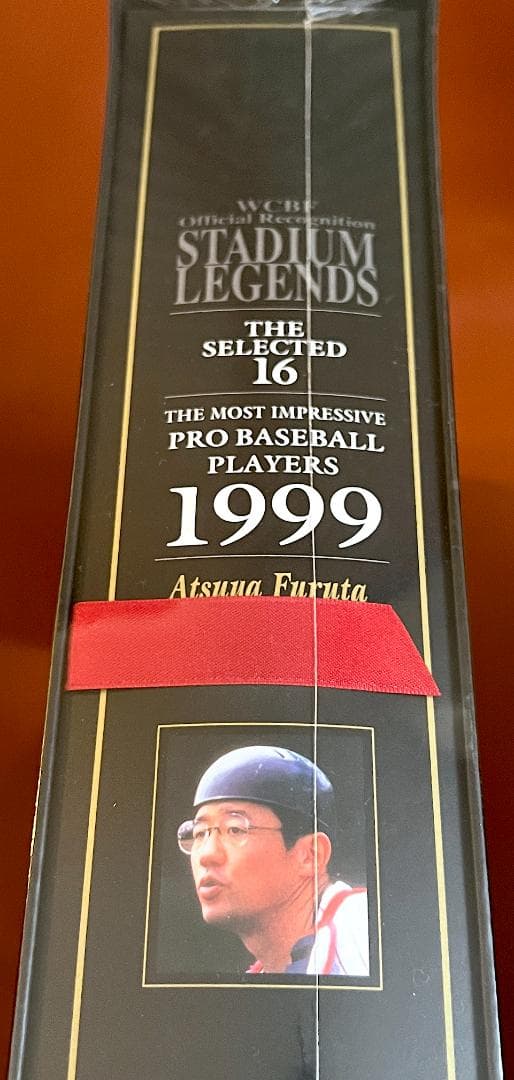 WCBF
Official Recognition
STADIUM
LEGENDS
THE
SELECTED
16
THE MOST IMPRESSIVE
PRO BASEBALL
PLAYERS
1999
Atsuya Furuta